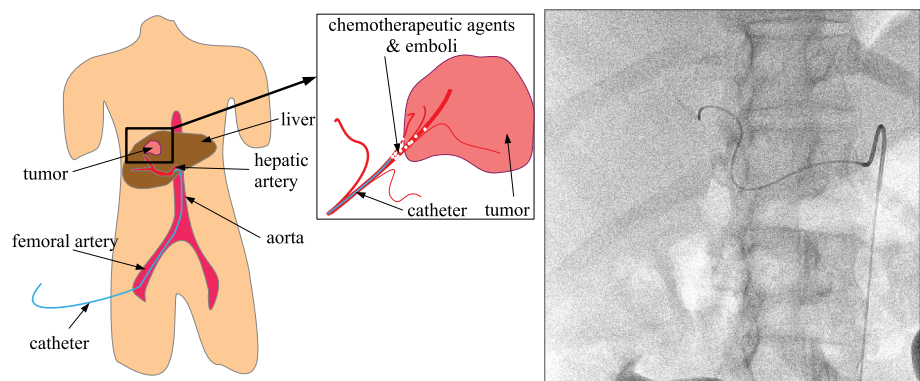 liver
tumor
hepatic
artery
femoral artery
aorta
catheter
chemotherapeutic agents
& emboli
catheter
tumor